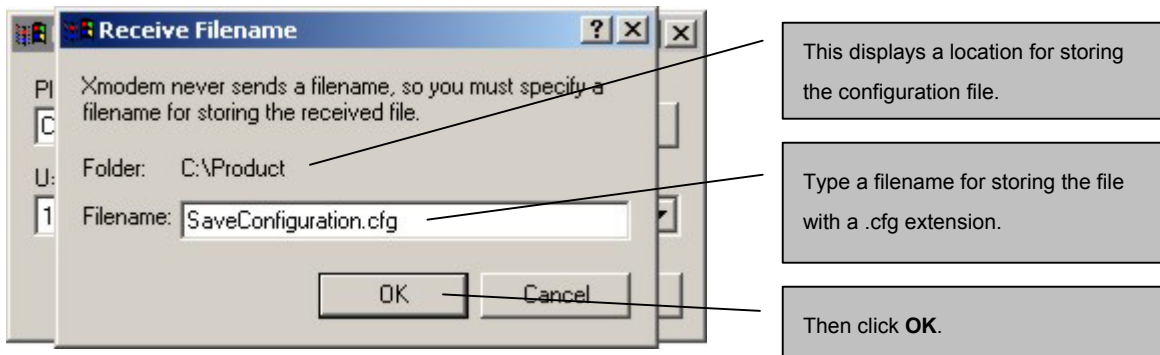 Receive Filename
Xmodem never sends a filename, so you must specify a
filename for storing the received file.
Folder: C:\Product
Filename: SaveConfiguration.cfg
OK Cancel
This displays a location for storing
the configuration file.
Type a filename for storing the file
with a .cfg extension.
Then click OK.